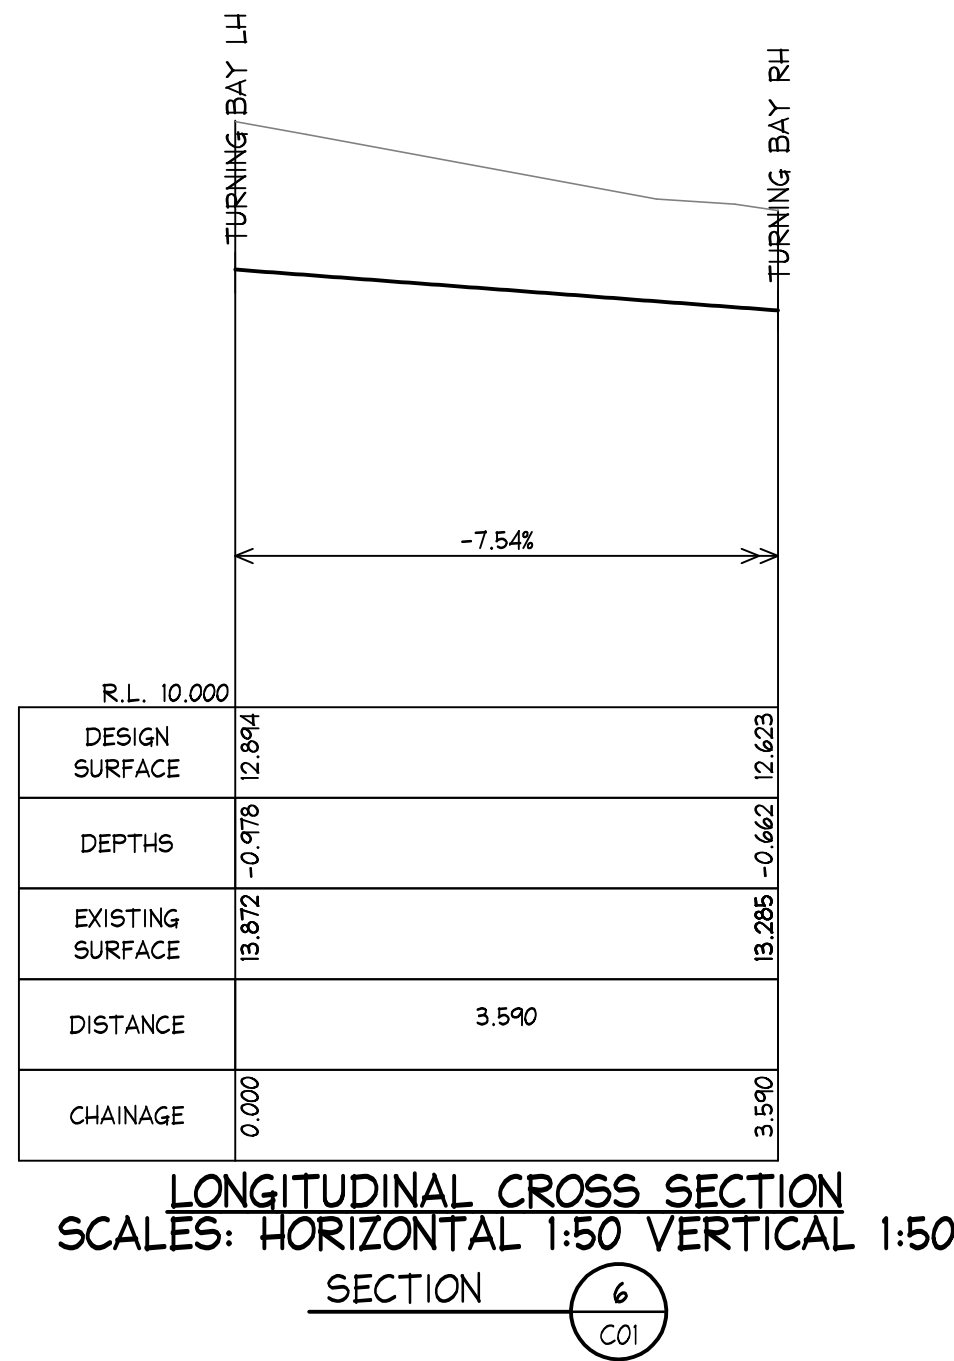 TURNING BAY LH
TURNING BAY RH
-7.54%
R.L. 10.000
DESIGN
SURFACE
12.894
12.623
DEPTHS
-0.978
-0.662
EXISTING
SURFACE
13.872
13.285
DISTANCE
3.590
CHAINAGE
0.000
3.590
LONGITUDINAL CROSS SECTION
SCALES: HORIZONTAL 1:50 VERTICAL 1:50
SECTION
6
C01